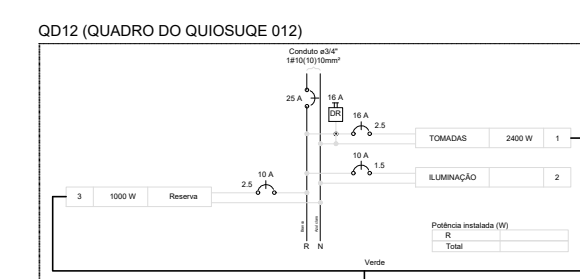 QD12 (QUADRO DO QUIOSUQE 012)
Conduto ø3/4"
1#10(10)10mm²
25 A
16 A
DR
16 A
2.5
TOMADAS 2400 W 1
10 A
1.5
ILUMINAÇÃO 2
10 A
2.5
3 1000 W Reserva
Potência instalada (W)
R
Total
R N
Verde